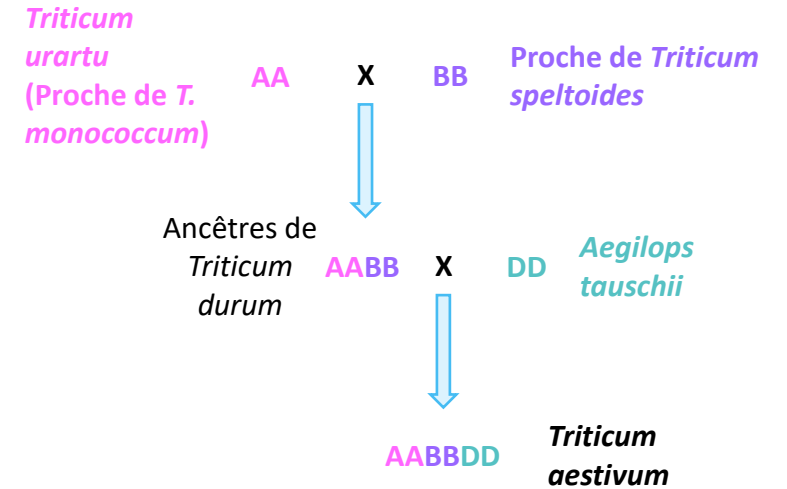 Triticum
urartu
(Proche de T.
monococcum)
AA X BB
Proche de Triticum
speltoides
Ancêtres de
Triticum
durum
AABB X DD
Aegilops
tauschii
AABBDD
Triticum
aestivum